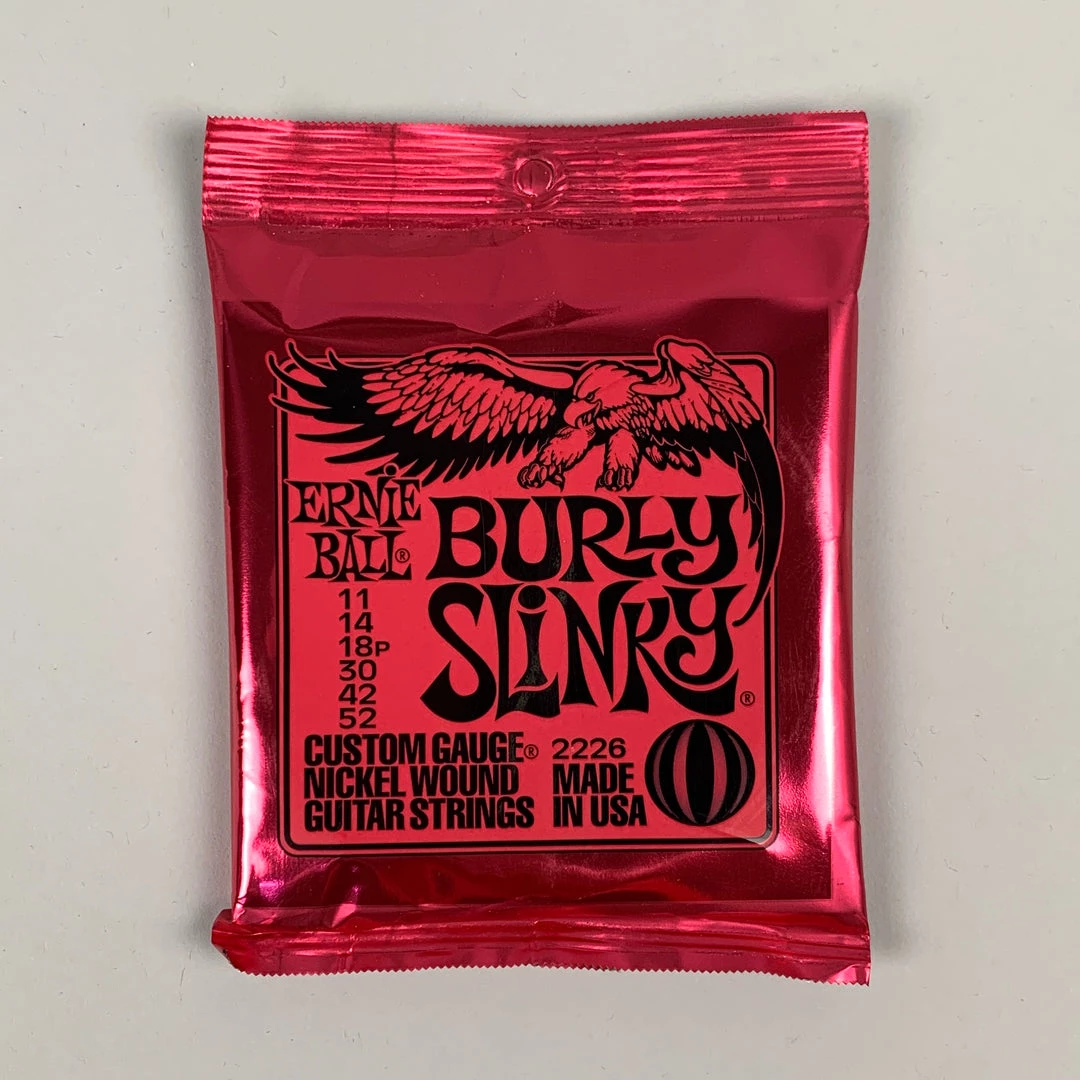 ERNIE
BALL®
BURLY
SLINKY®
11
14
18P
30
42
52
CUSTOM GAUGE®
NICKEL WOUND
GUITAR STRINGS
2226
MADE
IN USA